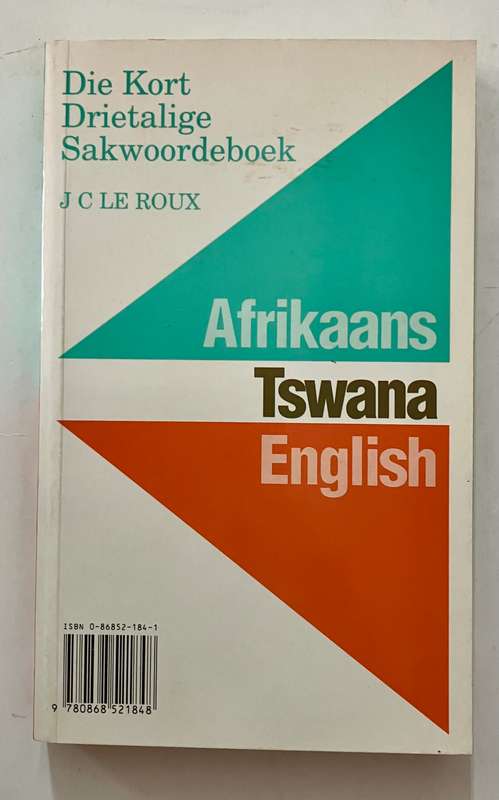 Die Kort
Drietalige
Sakwoordeboek
J C LE ROUX
Afrikaans
Tswana
English
ISBN 0-86852-184-1
9 780868 521848